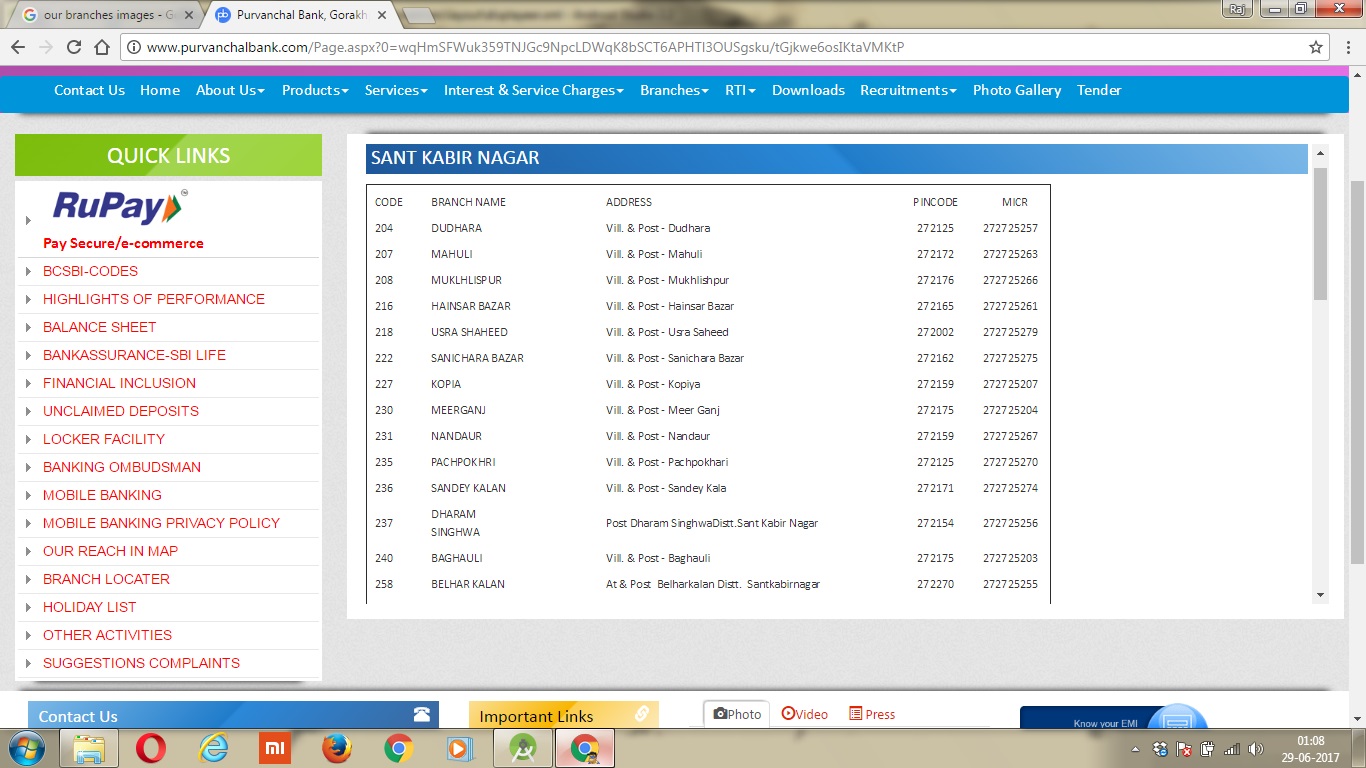 our branches images - G
Purvanchal Bank, Gorakh
Raj
www.purvanchalbank.com/Page.aspx?0=wqHmSFWuk359TNJGc9NpcLDWqK8bSCT6APHTI3OUSgsku/tGjkwe6osIKtaVMKtP
Contact Us Home About Us Products Services Interest & Service Charges Branches RTI Downloads Recruitments Photo Gallery Tender
QUICK LINKS
RuPay
TM
Pay Secure/e-commerce
BCSBI-CODES
HIGHLIGHTS OF PERFORMANCE
BALANCE SHEET
BANKASSURANCE-SBI LIFE
FINANCIAL INCLUSION
UNCLAIMED DEPOSITS
LOCKER FACILITY
BANKING OMBUDSMAN
MOBILE BANKING
MOBILE BANKING PRIVACY POLICY
OUR REACH IN MAP
BRANCH LOCATER
HOLIDAY LIST
OTHER ACTIVITIES
SUGGESTIONS COMPLAINTS
SANT KABIR NAGAR
CODE BRANCH NAME ADDRESS PINCODE MICR
204 DUDHARA Vill. & Post - Dudhara 272125 272725257
207 MAHULI Vill. & Post - Mahuli 272172 272725263
208 MUKLHLISPUR Vill. & Post - Mukhlishpur 272176 272725266
216 HAINSAR BAZAR Vill. & Post - Hainsar Bazar 272165 272725261
218 USRA SHAHEED Vill. & Post - Usra Saheed 272002 272725279
222 SANICHARA BAZAR Vill. & Post - Sanichara Bazar 272162 272725275
227 KOPIA Vill. & Post - Kopiya 272159 272725207
230 MEERGANJ Vill. & Post - Meer Ganj 272175 272725204
231 NANDAUR Vill. & Post - Nandaur 272159 272725267
235 PACHPOKHRI Vill. & Post - Pachpokhari 272125 272725270
236 SANDEY KALAN Vill. & Post - Sandey Kala 272171 272725274
237 DHARAM SINGHWA Post Dharam SinghwaDistt.Sant Kabir Nagar 272154 272725256
240 BAGHAULI Vill. & Post - Baghauli 272175 272725203
258 BELHAR KALAN At & Post Belharkalan Distt. Santkabirnagar 272270 272725255
Contact Us
Important Links
Photo Video Press
Know your EMI
01:08
29-06-2017